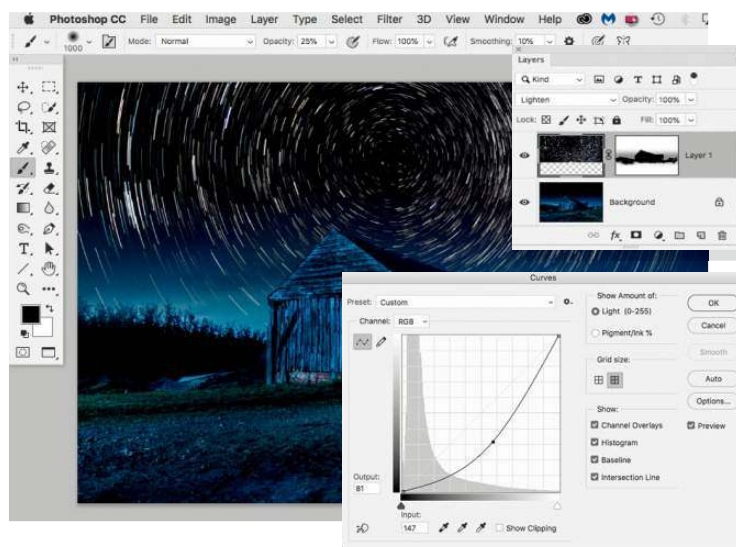 Photoshop CC File Edit Image Layer Type Select Filter 3D View Window Help
1000 Mode: Normal Opacity: 25% Flow: 100% Smoothing: 10%
Layers
Kind
Lighten Opacity: 100%
Lock: Fill: 100%
Layer 1
Background
fx
Curves
Preset: Custom
Channel: RGB
Output:
81
Input:
147
Show Clipping
Show Amount of:
Light (0-255)
Pigment/Ink %
Grid size:
Show:
Channel Overlays
Histogram
Baseline
Intersection Line
OK
Cancel
Smooth
Auto
Options...
Preview